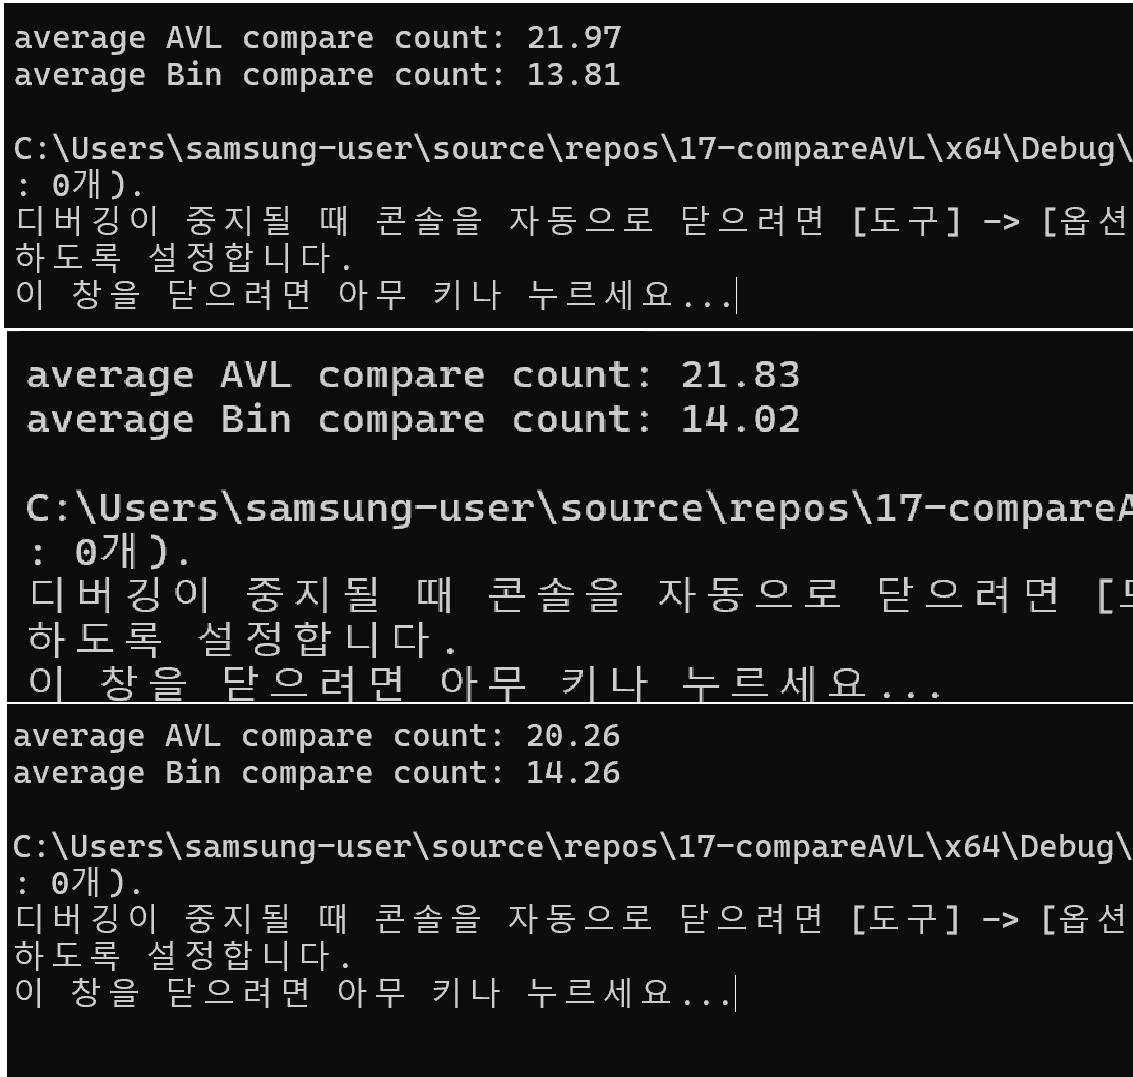 average AVL compare count: 21.97
average Bin compare count: 13.81
C:\Users\samsung-user\source\repos\17-compareAVL\x64\Debug\
: 0개).
디버깅이 중지될 때 콘솔을 자동으로 닫으려면 [도구] -> [옵션
하도록 설정합니다.
이 창을 닫으려면 아무 키나 누르세요...
average AVL compare count: 21.83
average Bin compare count: 14.02
C:\Users\samsung-user\source\repos\17-compareA
: 0개).
디버깅이 중지될 때 콘솔을 자동으로 닫으려면 [
하도록 설정합니다.
이 창을 닫으려면 아무 키나 누르세요...
average AVL compare count: 20.26
average Bin compare count: 14.26
C:\Users\samsung-user\source\repos\17-compareAVL\x64\Debug\
: 0개).
디버깅이 중지될 때 콘솔을 자동으로 닫으려면 [도구] -> [옵션
하도록 설정합니다.
이 창을 닫으려면 아무 키나 누르세요...